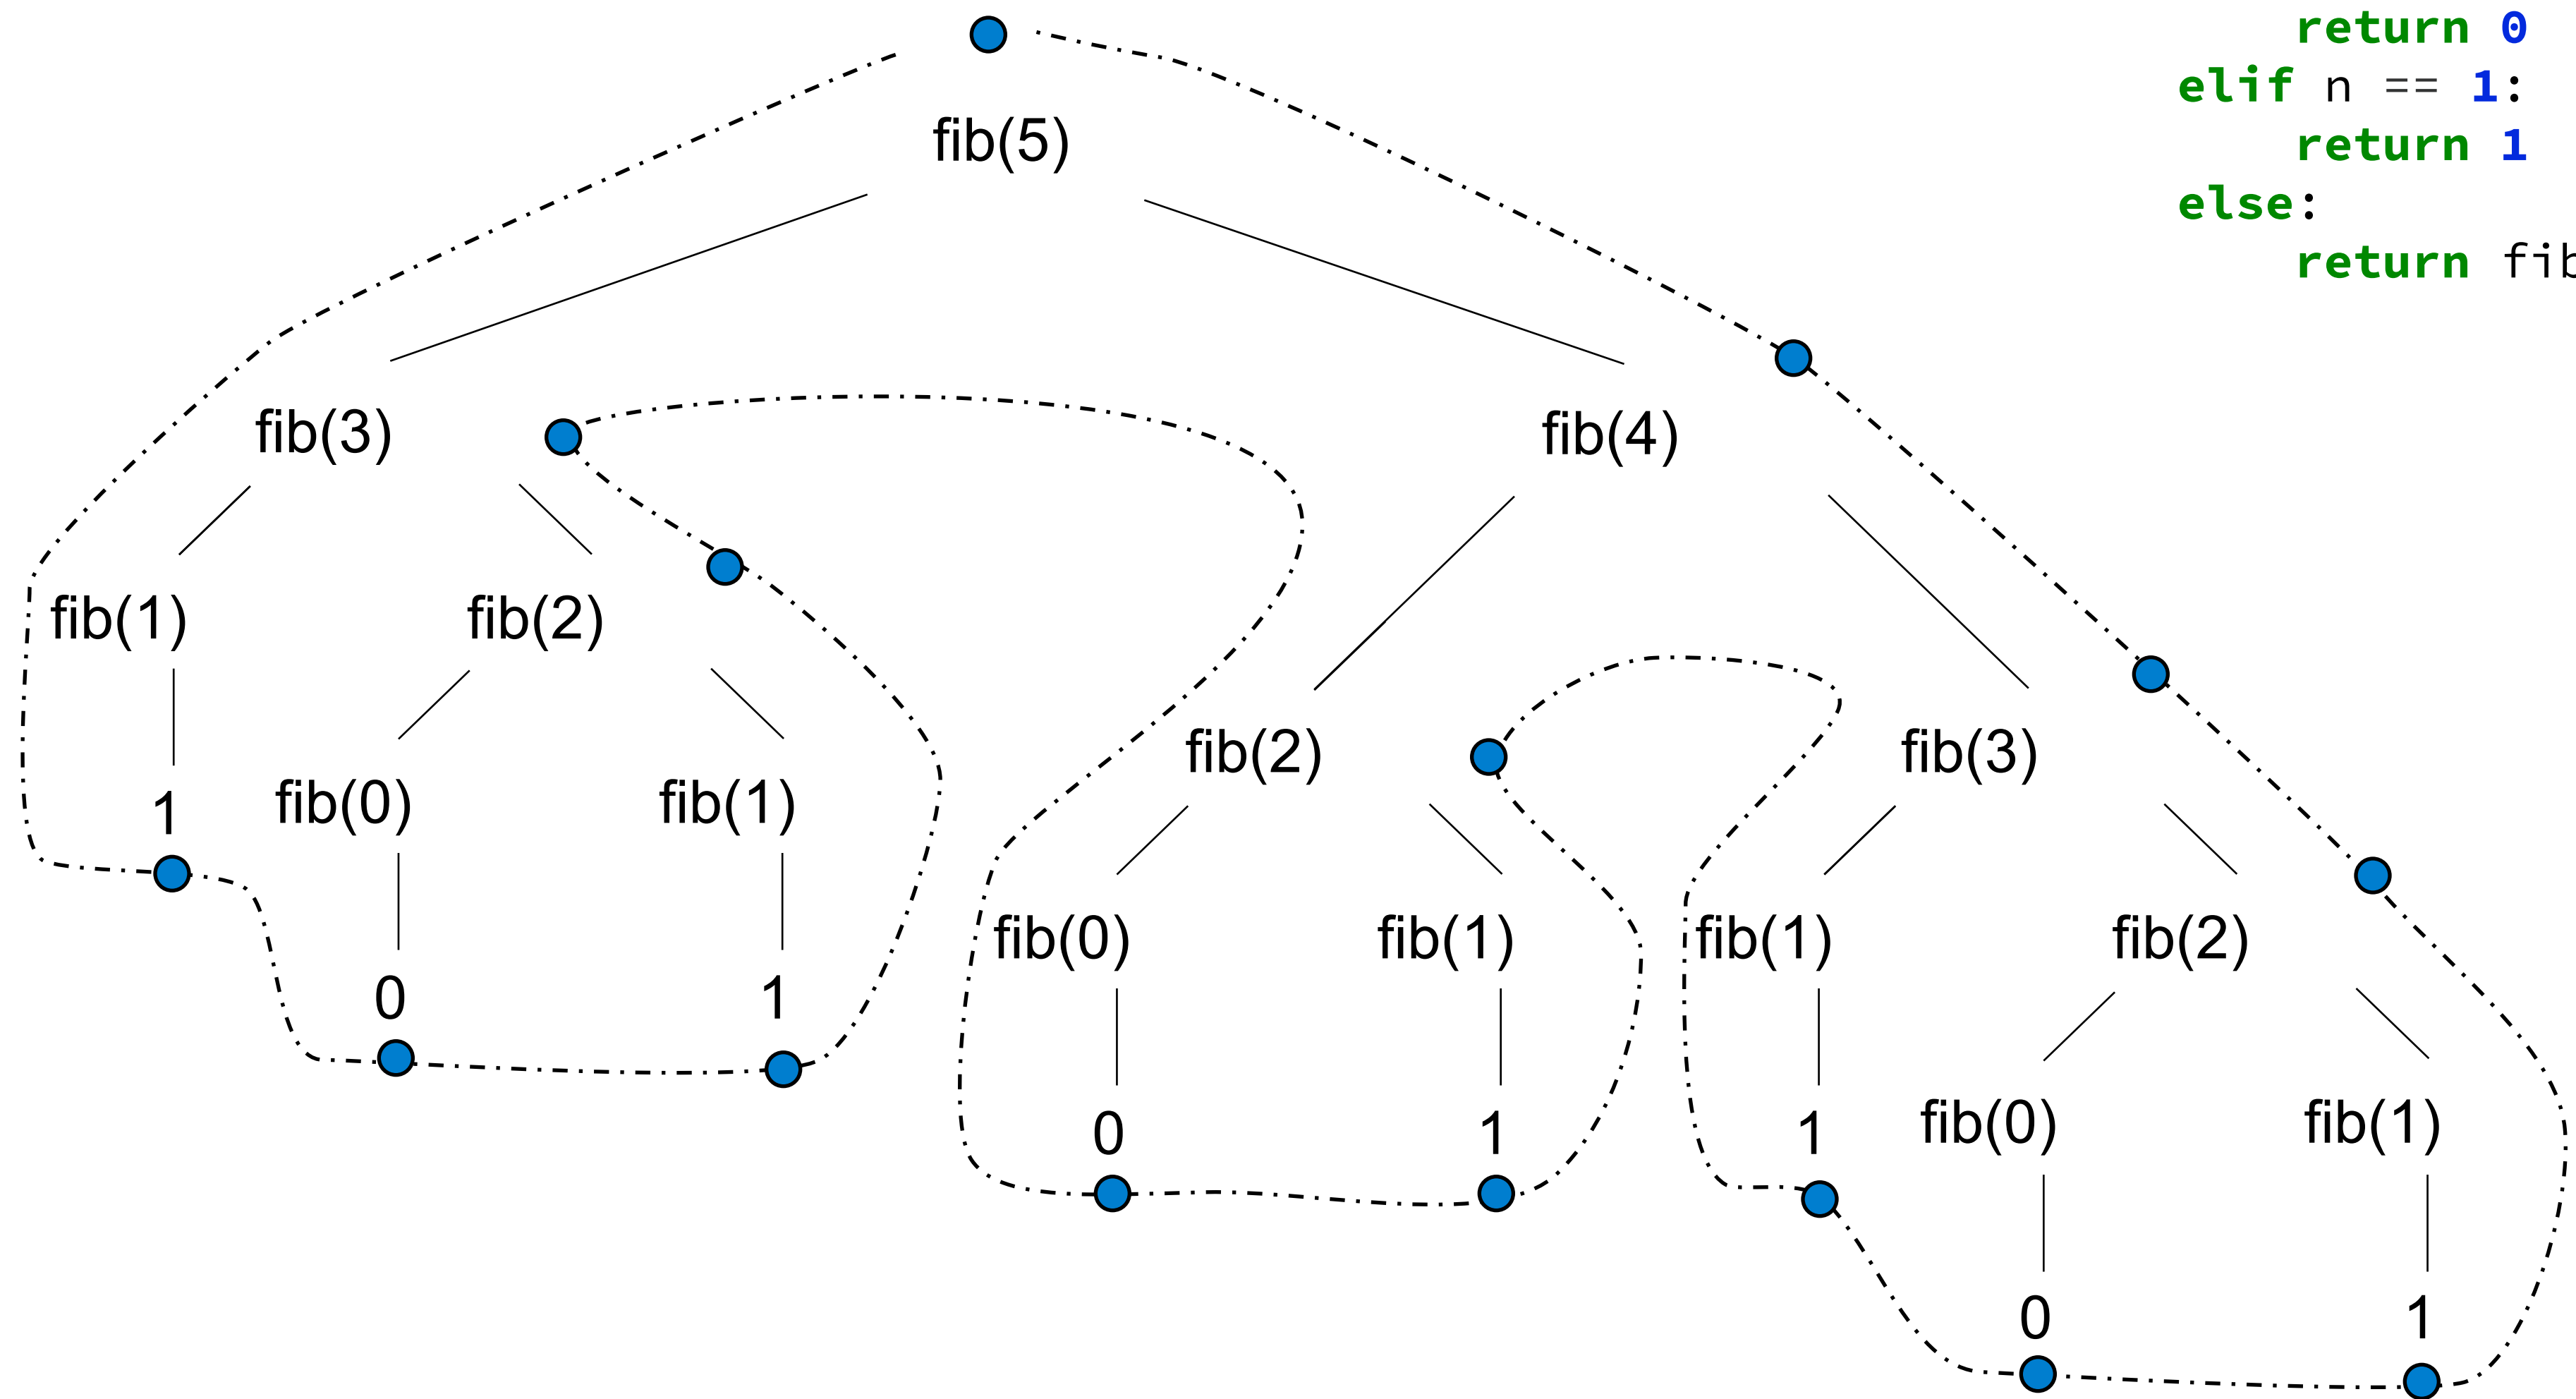 return 0
elif n == 1:
return 1
else:
return fib
fib(5)
fib(3)
fib(4)
fib(1)
fib(2)
fib(2)
fib(3)
1
fib(0)
fib(1)
fib(0)
fib(1)
fib(1)
fib(2)
0
1
0
1
1
fib(0)
fib(1)
0
1